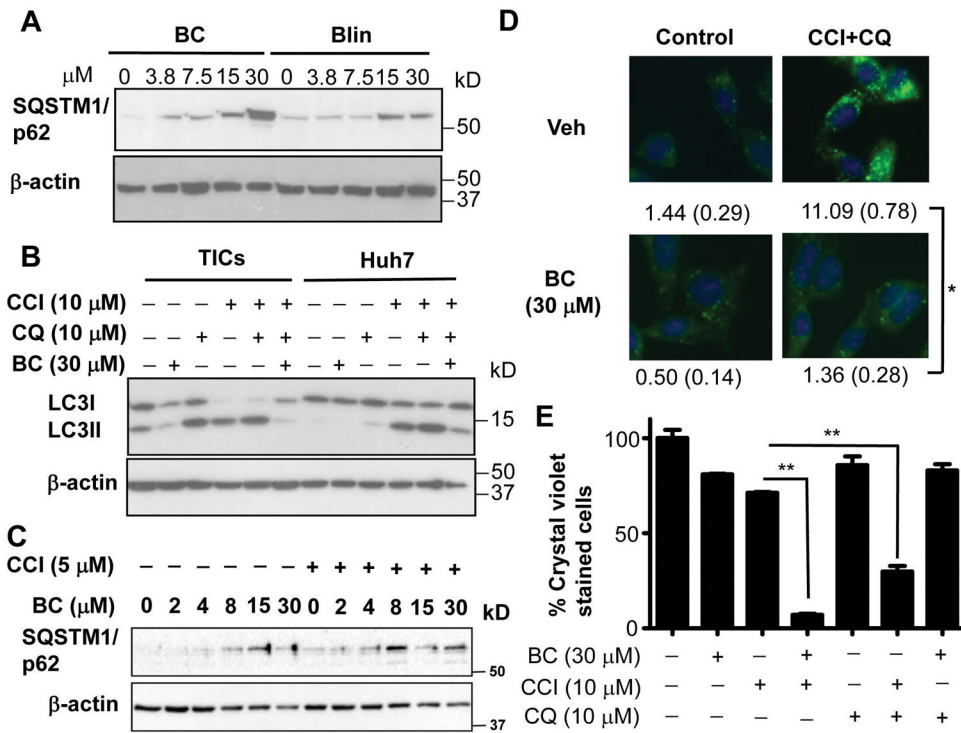 A
BC Blin
μM 0 3.8 7.5 15 30 0 3.8 7.5 15 30 kD
SQSTM1/
p62
50
β-actin
50
37
B
TICs Huh7
CCI (10 μM) – – – + + + – – – + + +
CQ (10 μM) – – + – + + – – + – + +
BC (30 μM) – + – – – + – + – – – +
kD
LC3I
15
LC3II
β-actin
50
37
C
CCI (5 μM) – – – – – – + + + + + +
BC (μM) 0 2 4 8 15 30 0 2 4 8 15 30 kD
SQSTM1/
p62
50
β-actin
37
D
Control CCI+CQ
Veh
1.44 (0.29) 11.09 (0.78)
BC
(30 μM)
*
0.50 (0.14) 1.36 (0.28)
E
% Crystal violet
stained cells
100
50
0
** **
BC (30 μM) – + – + – – +
CCI (10 μM) – – + + – + –
CQ (10 μM) – – – – + + +